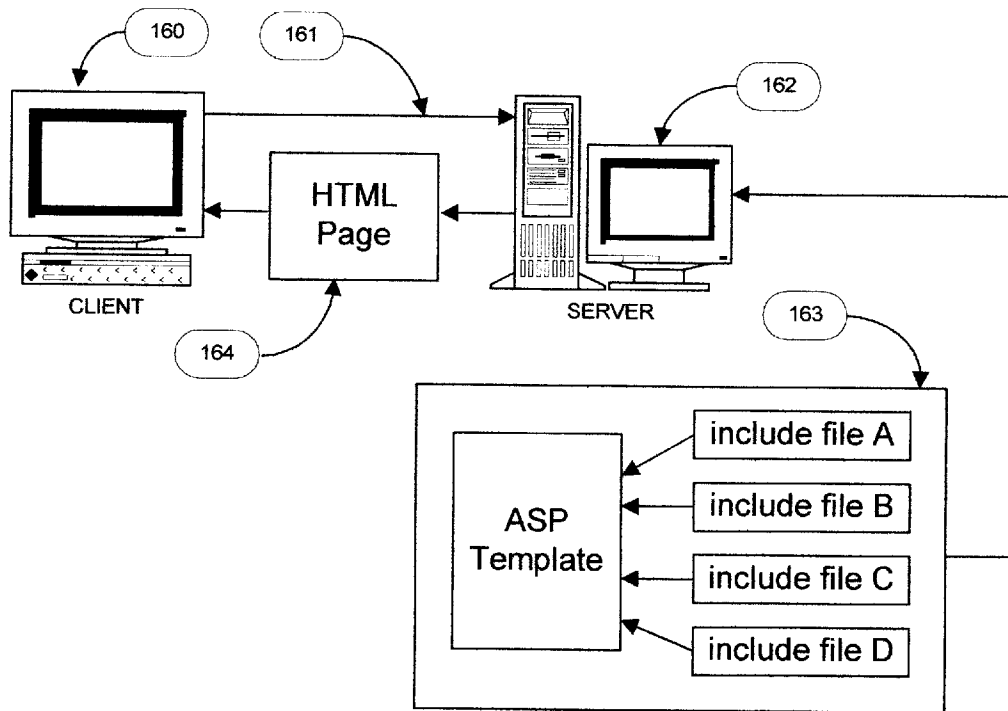 160
161
162
HTML
Page
CLIENT
SERVER
164
163
ASP
Template
include file A
include file B
include file C
include file D